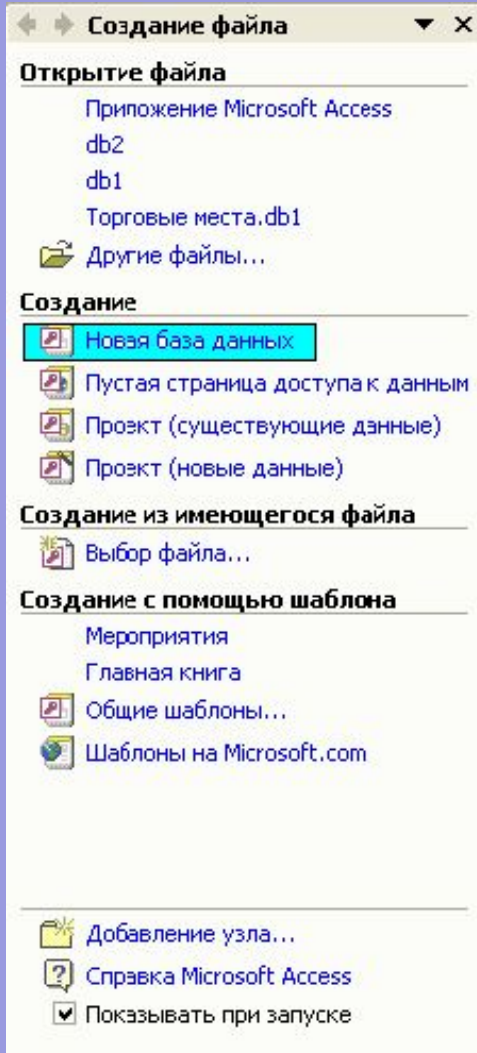 Создание файла
Открытие файла
Приложение Microsoft Access
db2
db1
Торговые места.db1
Другие файлы...
Создание
Новая база данных
Пустая страница доступа к данным
Проект (существующие данные)
Проект (новые данные)
Создание из имеющегося файла
Выбор файла...
Создание с помощью шаблона
Мероприятия
Главная книга
Общие шаблоны...
Шаблоны на Microsoft.com
Добавление узла...
Справка Microsoft Access
Показывать при запуске